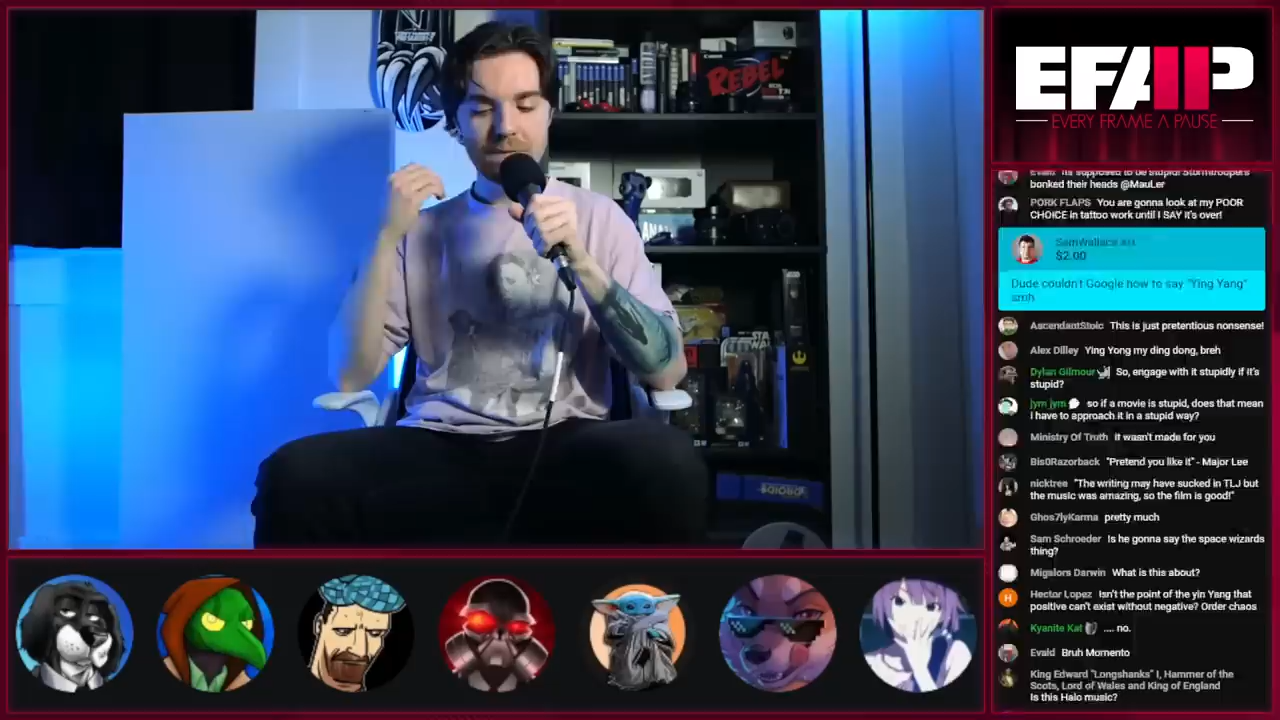 REBEL
STAR
WARS
DROIDS
EFAP
EVERY FRAME A PAUSE
bonked their heads @MauLer
PORK FLAPS You are gonna look at my POOR
CHOICE in tattoo work until I SAY it's over!
$2.00
Dude couldn't Google how to say "Ying Yang"
smh
AscendantStoic This is just pretentious nonsense!
Alex Dilley Ying Yong my ding dong, breh
Dylan Gilmour So, engage with it stupidly if it's
stupid?
jym jym so if a movie is stupid, does that mean
I have to approach it in a stupid way?
Ministry Of Truth It wasn't made for you
Bis0Razorback "Pretend you like it" - Major Lee
nicktree "The writing may have sucked in TLJ but
the music was amazing, so the film is good!"
Ghos7lyKarma pretty much
Sam Schroeder Is he gonna say the space wizards
thing?
Migalors Darwin What is this about?
H
Hector Lopez Isn't the point of the yin Yang that
positive can't exist without negative? Order chaos
Kyanite Kat .... no.
Evald Bruh Momento
King Edward "Longshanks" I, Hammer of the
Scots, Lord of Wales and King of England
Is this Halo music?